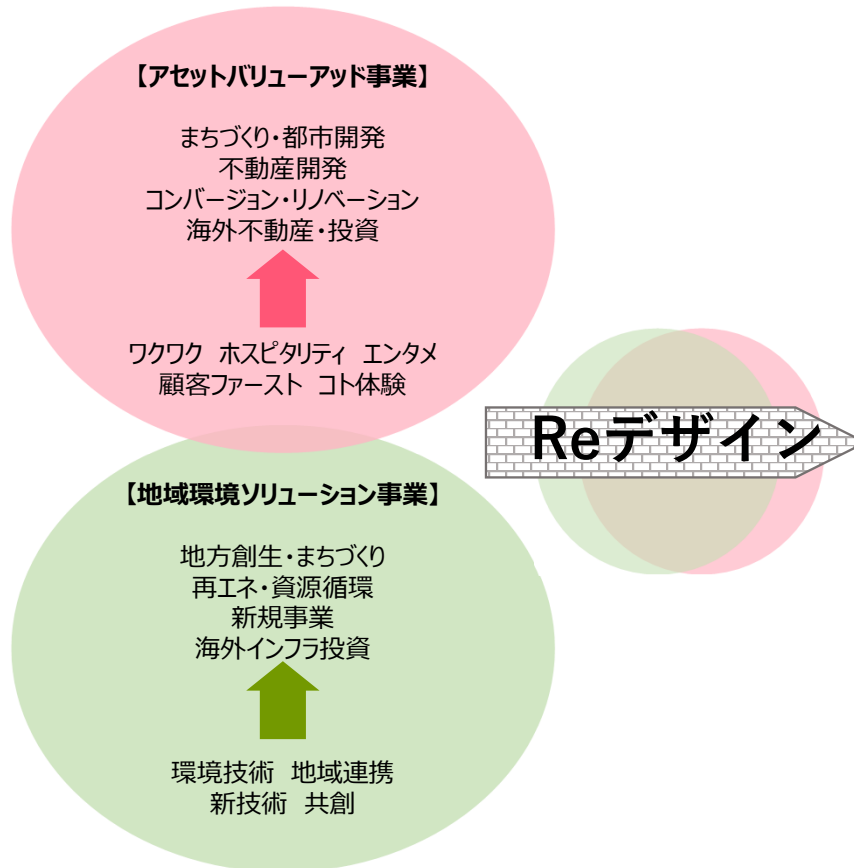 【アセットバリューアッド事業】
まちづくり・都市開発
不動産開発
コンバージョン・リノベーション
海外不動産・投資
ワクワク ホスピタリティ エンタメ
顧客ファースト コト体験
Reデザイン
【地域環境ソリューション事業】
地方創生・まちづくり
再エネ・資源循環
新規事業
海外インフラ投資
環境技術 地域連携
新技術 共創